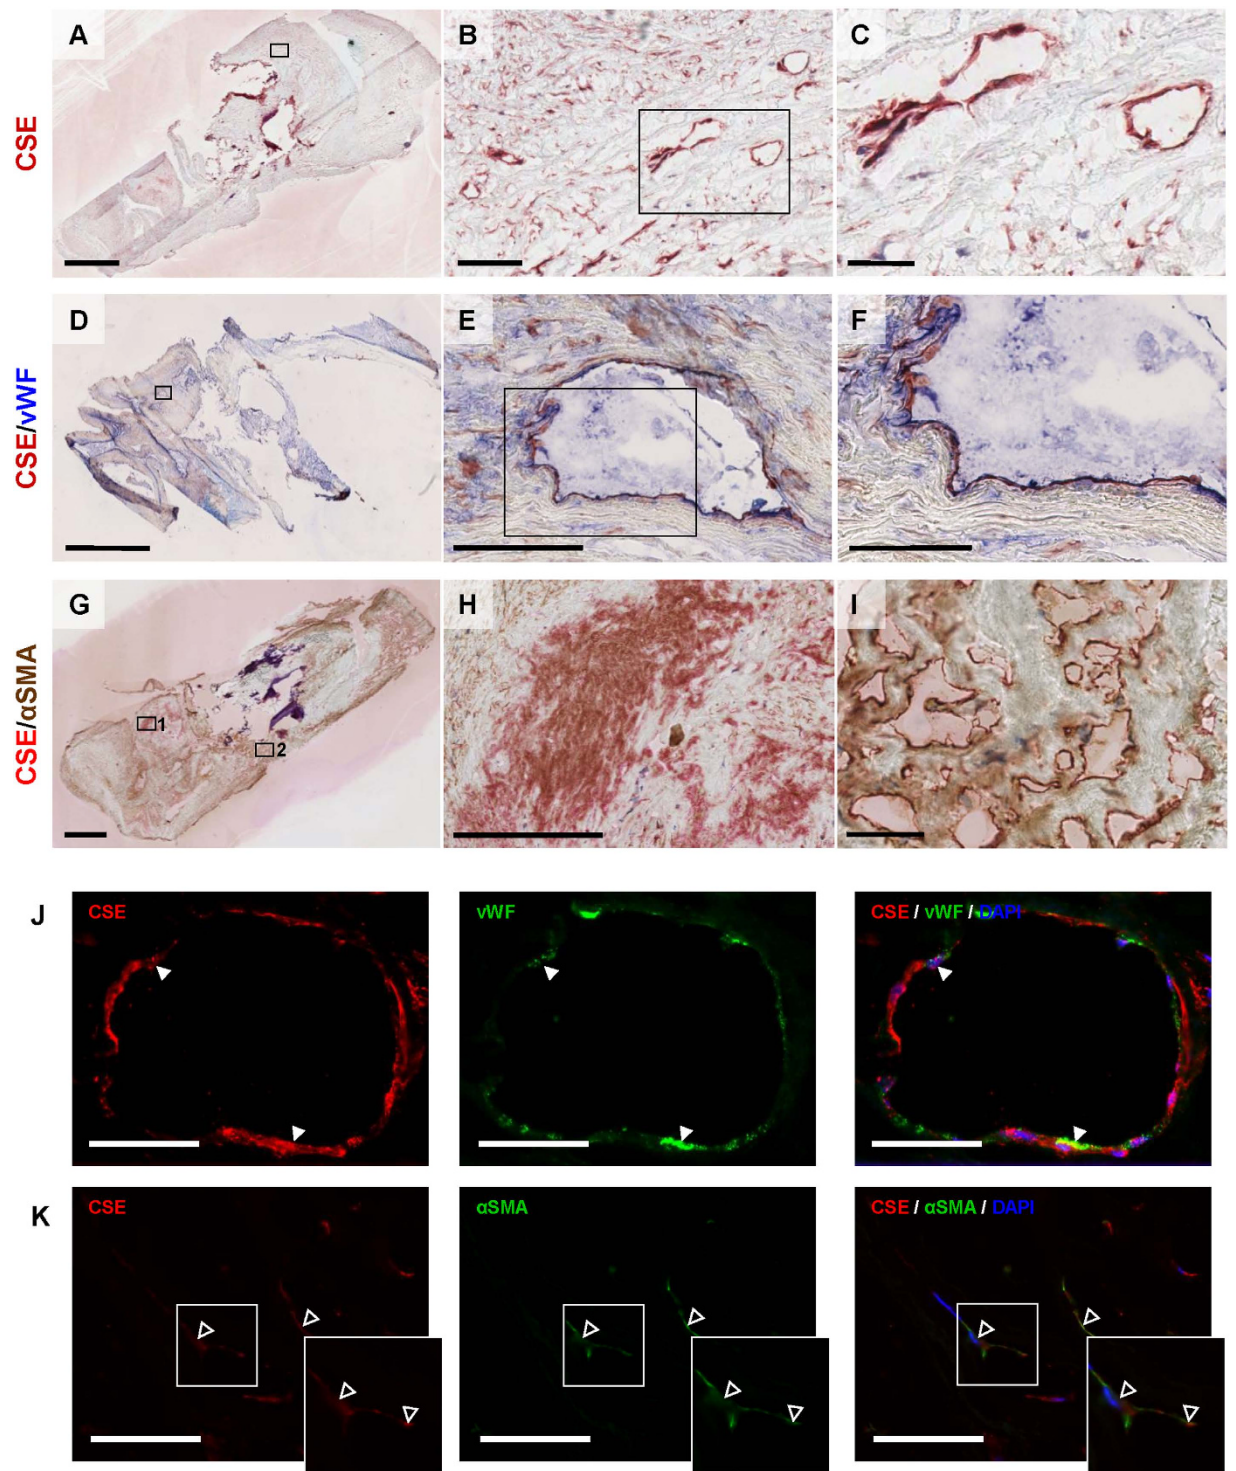 A
B
C
CSE
D
E
F
CSE/vWF
G
H
I
CSE/αSMA
1
2
J
CSE
vWF
CSE / vWF / DAPI
K
CSE
αSMA
CSE / αSMA / DAPI